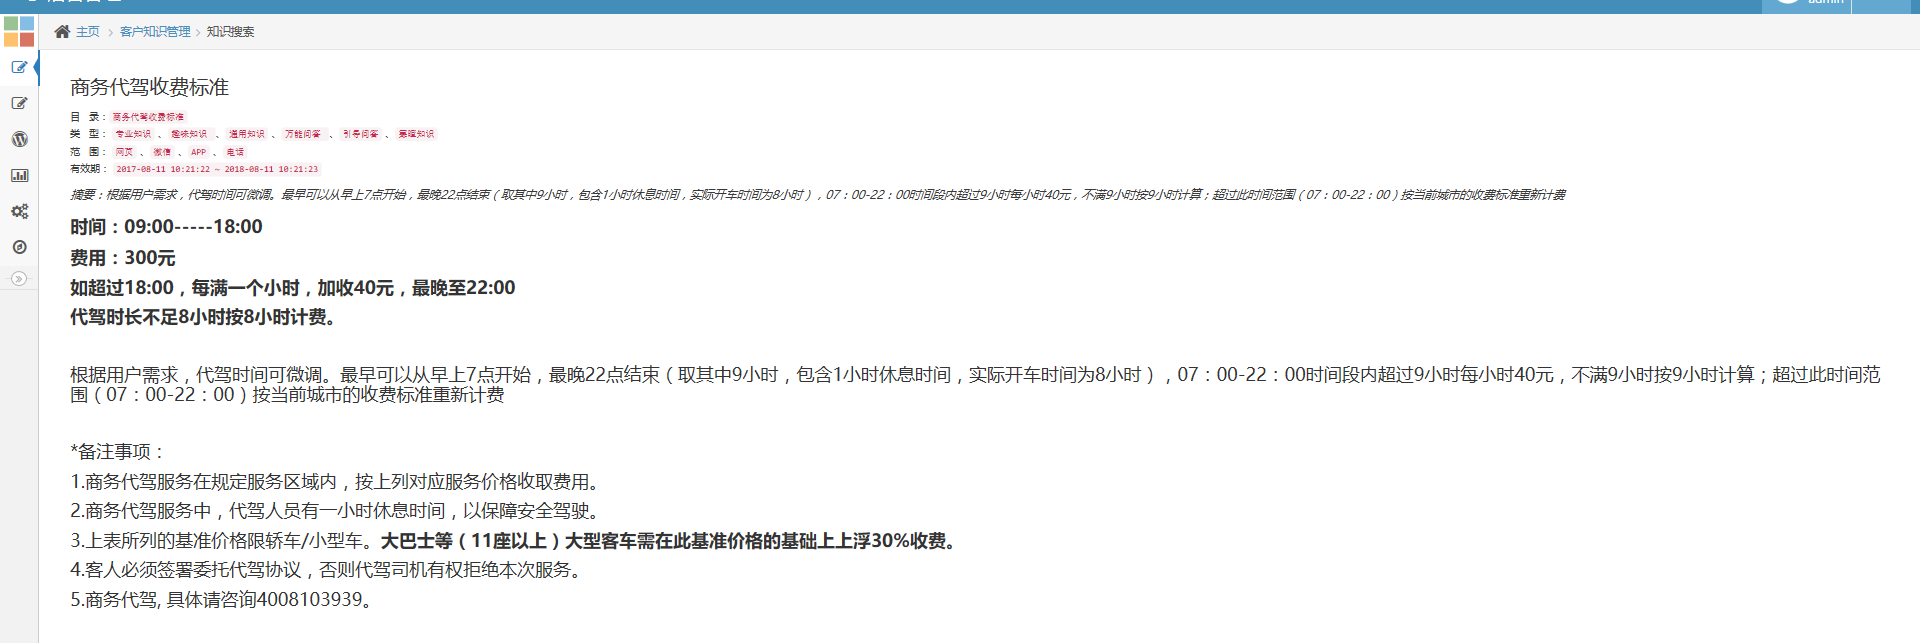 admin
主页 > 客户知识管理 > 知识搜索
商务代驾收费标准
目 录： 商务代驾收费标准
类 型： 专业知识 、 趣味知识 、 通用知识 、 万能问答 、 引导问答 、 寒暄知识
范 围： 网页 、 微信 、 APP 、 电话
有效期： 2017-08-11 10:21:22 ~ 2018-08-11 10:21:23
摘要：根据用户需求，代驾时间可微调。最早可以从早上7点开始，最晚22点结束（取其中9小时，包含1小时休息时间，实际开车时间为8小时），07：00-22：00时间段内超过9小时每小时40元，不满9小时按9小时计算；超过此时间范围（07：00-22：00）按当前城市的收费标准重新计费
时间：09:00-----18:00
费用：300元
如超过18:00，每满一个小时，加收40元，最晚至22:00
代驾时长不足8小时按8小时计费。
根据用户需求，代驾时间可微调。最早可以从早上7点开始，最晚22点结束（取其中9小时，包含1小时休息时间，实际开车时间为8小时），07：00-22：00时间段内超过9小时每小时40元，不满9小时按9小时计算；超过此时间范
围（07：00-22：00）按当前城市的收费标准重新计费
*备注事项：
1.商务代驾服务在规定服务区域内，按上列对应服务价格收取费用。
2.商务代驾服务中，代驾人员有一小时休息时间，以保障安全驾驶。
3.上表所列的基准价格限轿车/小型车。大巴士等（11座以上）大型客车需在此基准价格的基础上上浮30%收费。
4.客人必须签署委托代驾协议，否则代驾司机有权拒绝本次服务。
5.商务代驾, 具体请咨询4008103939。